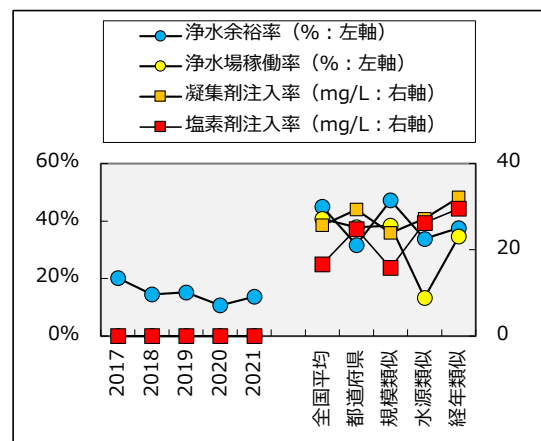 浄水余裕率（%：左軸）
浄水場稼働率（%：左軸）
凝集剤注入率（mg/L：右軸）
塩素剤注入率（mg/L：右軸）
60%
40%
20%
0%
40
20
0
2017
2018
2019
2020
2021
全国平均
都道府県
規模類似
水源類似
経年類似